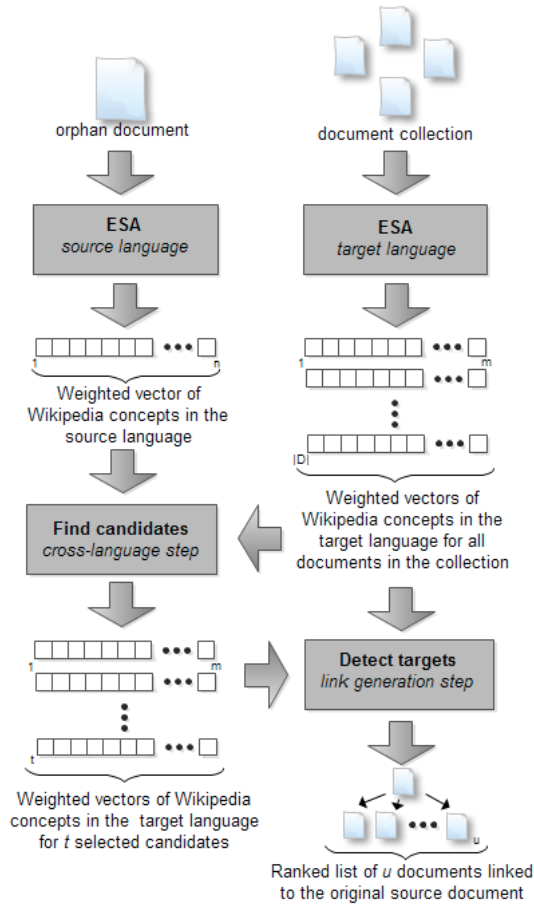 orphan document
document collection
ESA
source language
ESA
target language
1
n
Weighted vector of
Wikipedia concepts in the
source language
1
m
|D|
Weighted vectors of
Wikipedia concepts in the
target language for all
documents in the collection
Find candidates
cross-language step
1
m
t
Weighted vectors of Wikipedia
concepts in the target language
for t selected candidates
Detect targets
link generation step
u
Ranked list of u documents linked
to the original source document